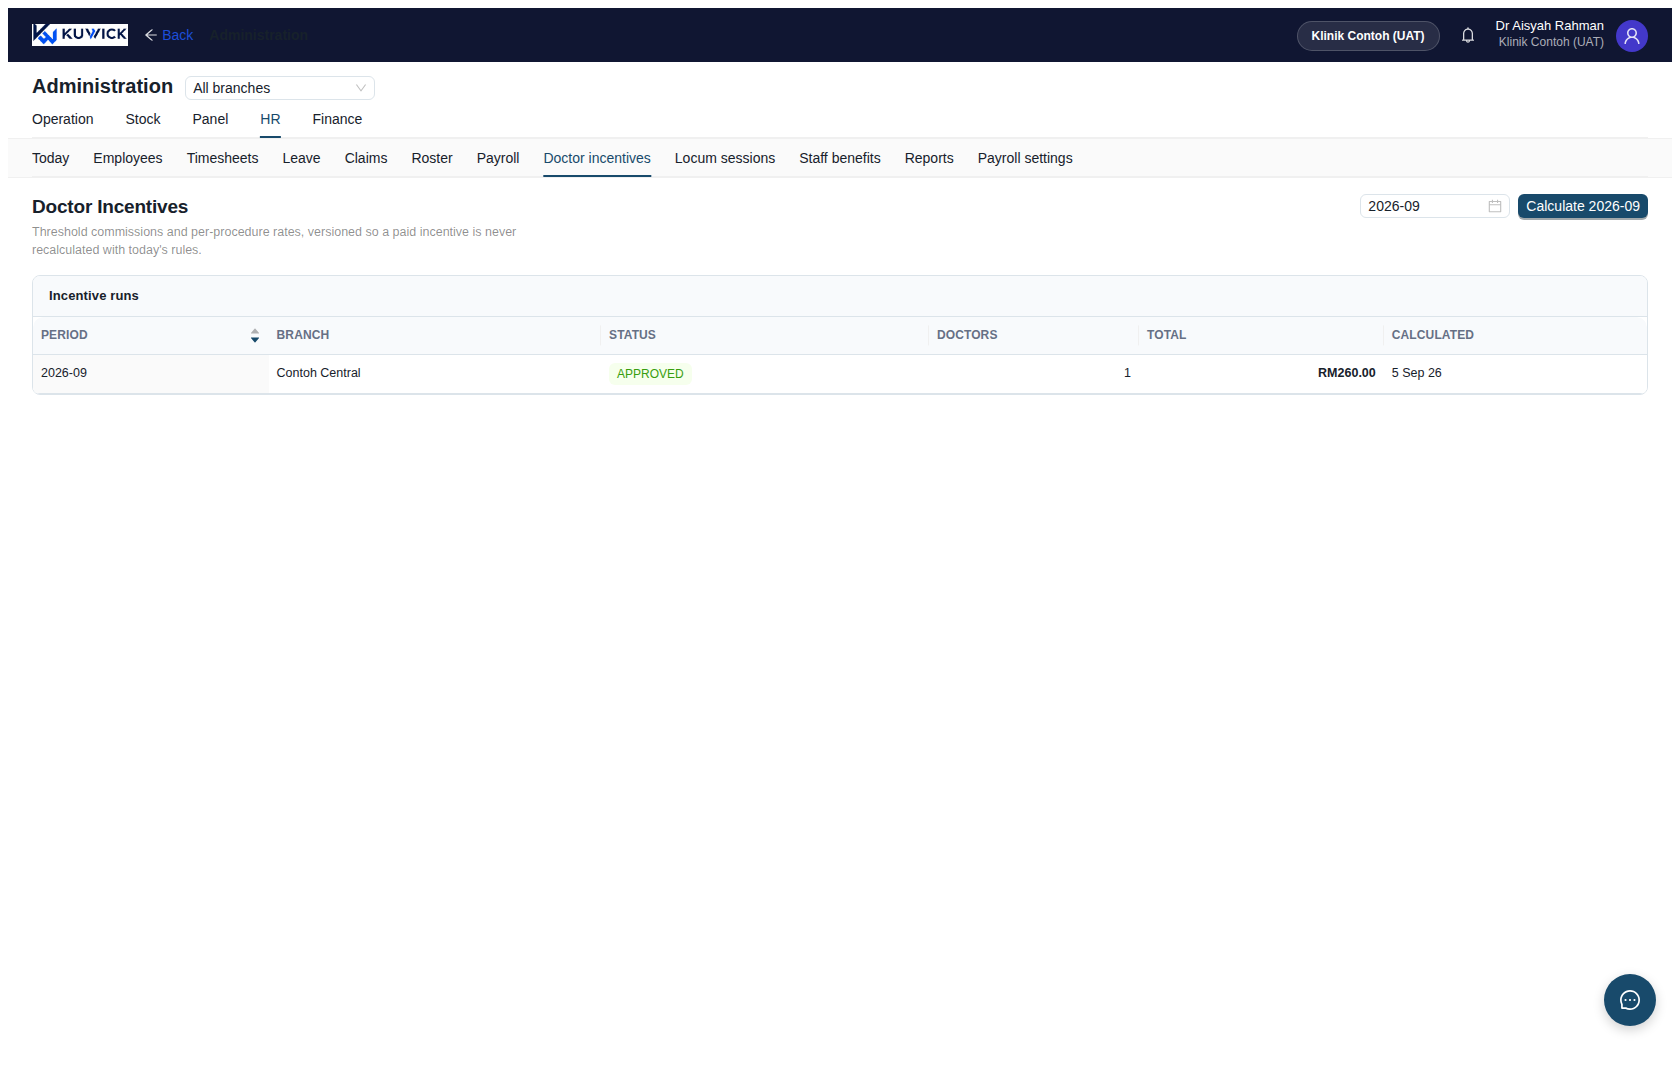 KUWICK
Back Administration
Klinik Contoh (UAT)
Dr Aisyah Rahman
Klinik Contoh (UAT)
Administration
All branches
Operation Stock Panel HR Finance
Today Employees Timesheets Leave Claims Roster Payroll Doctor incentives Locum sessions Staff benefits Reports Payroll settings
Doctor Incentives
2026-09
Calculate 2026-09
Threshold commissions and per-procedure rates, versioned so a paid incentive is never
recalculated with today's rules.
Incentive runs
PERIOD BRANCH STATUS DOCTORS TOTAL CALCULATED
2026-09 Contoh Central APPROVED 1 RM260.00 5 Sep 26